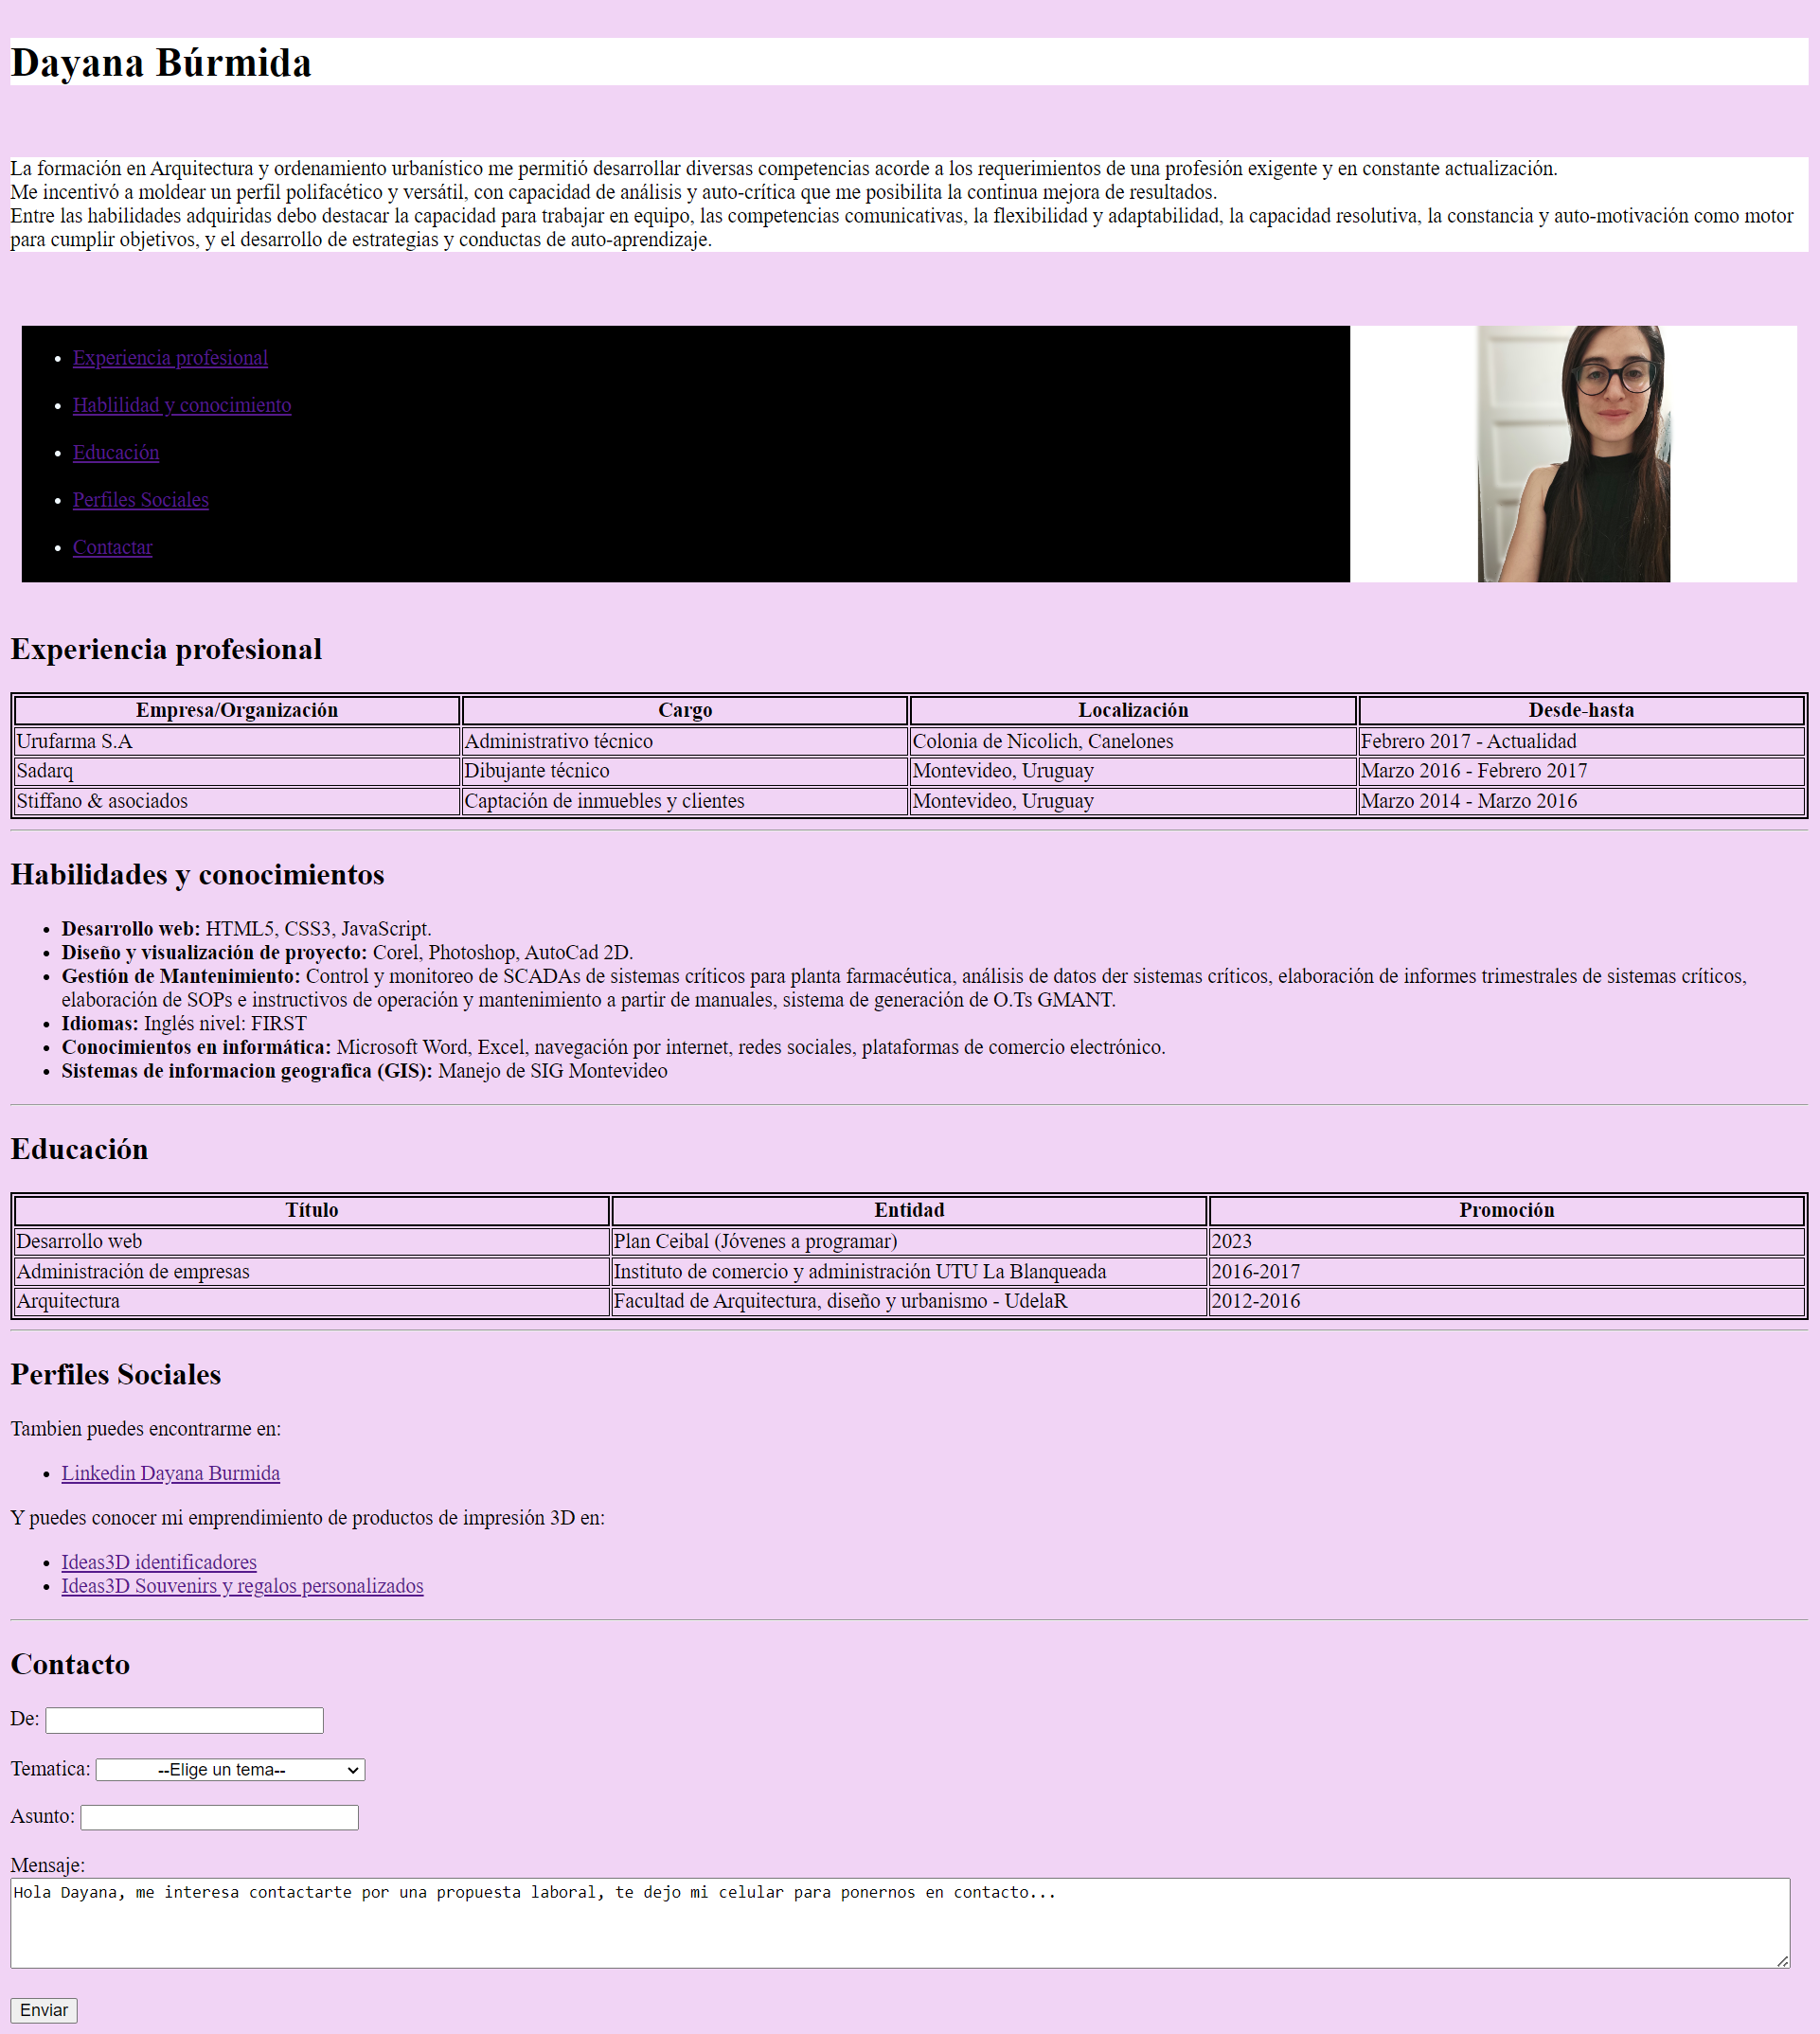 Dayana Búrmida
La formación en Arquitectura y ordenamiento urbanístico me permitió desarrollar diversas competencias acorde a los requerimientos de una profesión exigente y en constante actualización.
Me incentivó a moldear un perfil polifacético y versátil, con capacidad de análisis y auto-crítica que me posibilita la continua mejora de resultados.
Entre las habilidades adquiridas debo destacar la capacidad para trabajar en equipo, las competencias comunicativas, la flexibilidad y adaptabilidad, la capacidad resolutiva, la constancia y auto-motivación como motor
para cumplir objetivos, y el desarrollo de estrategias y conductas de auto-aprendizaje.
Experiencia profesional
Hablilidad y conocimiento
Educación
Perfiles Sociales
Contactar
Experiencia profesional
Empresa/Organización Cargo Localización Desde-hasta
Urufarma S.A Administrativo técnico Colonia de Nicolich, Canelones Febrero 2017 - Actualidad
Sadarq Dibujante técnico Montevideo, Uruguay Marzo 2016 - Febrero 2017
Stiffano & asociados Captación de inmuebles y clientes Montevideo, Uruguay Marzo 2014 - Marzo 2016
Habilidades y conocimientos
Desarrollo web: HTML5, CSS3, JavaScript.
Diseño y visualización de proyecto: Corel, Photoshop, AutoCad 2D.
Gestión de Mantenimiento: Control y monitoreo de SCADAs de sistemas críticos para planta farmacéutica, análisis de datos der sistemas críticos, elaboración de informes trimestrales de sistemas críticos,
elaboración de SOPs e instructivos de operación y mantenimiento a partir de manuales, sistema de generación de O.Ts GMANT.
Idiomas: Inglés nivel: FIRST
Conocimientos en informática: Microsoft Word, Excel, navegación por internet, redes sociales, plataformas de comercio electrónico.
Sistemas de informacion geografica (GIS): Manejo de SIG Montevideo
Educación
Título Entidad Promoción
Desarrollo web Plan Ceibal (Jóvenes a programar) 2023
Administración de empresas Instituto de comercio y administración UTU La Blanqueada 2016-2017
Arquitectura Facultad de Arquitectura, diseño y urbanismo - UdelaR 2012-2016
Perfiles Sociales
Tambien puedes encontrarme en:
Linkedin Dayana Burmida
Y puedes conocer mi emprendimiento de productos de impresión 3D en:
Ideas3D identificadores
Ideas3D Souvenirs y regalos personalizados
Contacto
De:
Tematica: --Elige un tema--
Asunto:
Mensaje:
Hola Dayana, me interesa contactarte por una propuesta laboral, te dejo mi celular para ponernos en contacto...
Enviar